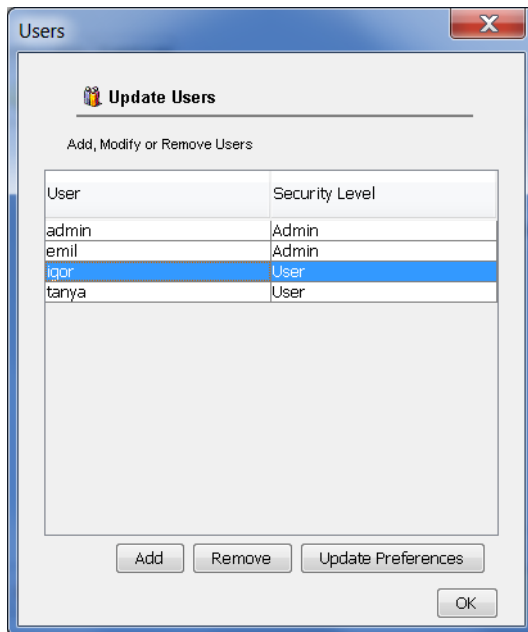 Users
Update Users
Add, Modify or Remove Users
User Security Level
admin Admin
emil Admin
igor User
tanya User
Add Remove Update Preferences
OK